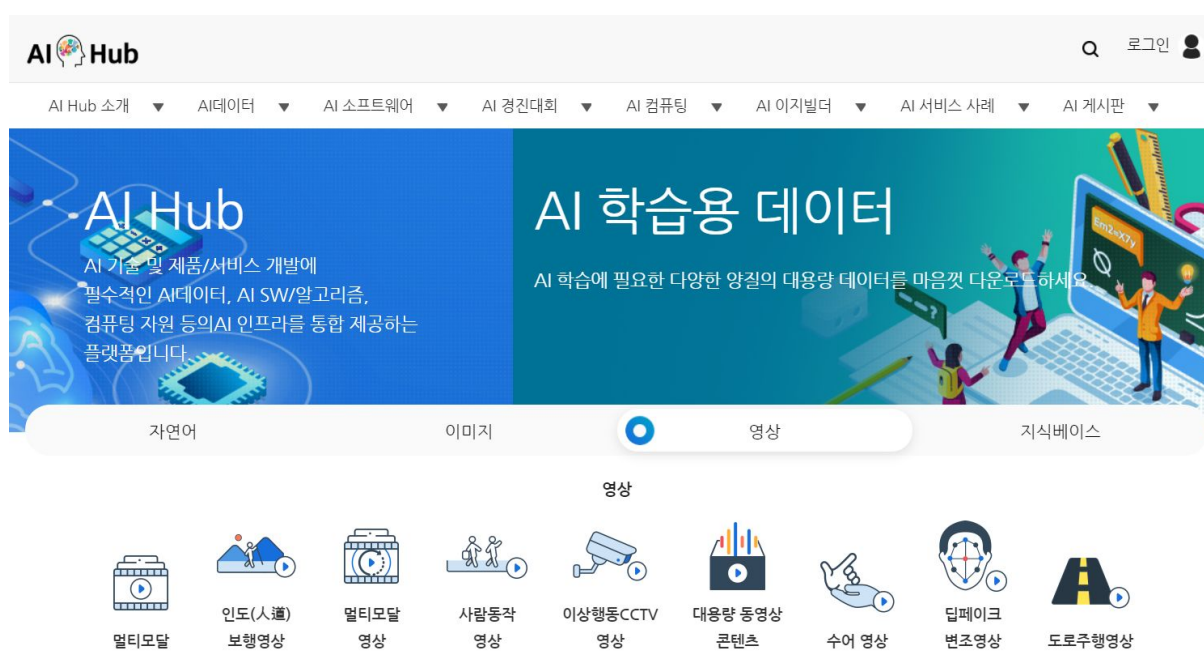 AI Hub
로그인
AI Hub 소개 ▼ AI데이터 ▼ AI 소프트웨어 ▼ AI 경진대회 ▼ AI 컴퓨팅 ▼ AI 이지빌더 ▼ AI 서비스 사례 ▼ AI 게시판 ▼
AI Hub
AI 기술 및 제품/서비스 개발에
필수적인 AI데이터, AI SW/알고리즘,
컴퓨팅 자원 등의AI 인프라를 통합 제공하는
플랫폼입니다.
AI 학습용 데이터
AI 학습에 필요한 다양한 양질의 대용량 데이터를 마음껏 다운로드하세요.
Em2=X7y
자연어 이미지 영상 지식베이스
영상
멀티모달
인도(人道)
보행영상
멀티모달
영상
사람동작
영상
이상행동CCTV
영상
대용량 동영상
콘텐츠
수어 영상
딥페이크
변조영상
도로주행영상